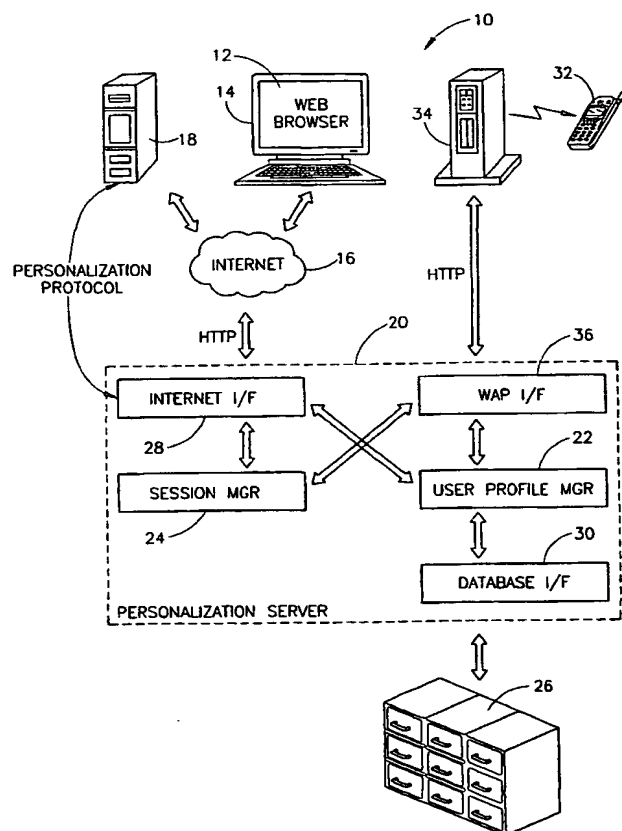 10
12
14
WEB
BROWSER
18
34
32
PERSONALIZATION
PROTOCOL
INTERNET
16
HTTP
HTTP
20
36
INTERNET I/F
WAP I/F
28
22
SESSION MGR
USER PROFILE MGR
24
30
DATABASE I/F
PERSONALIZATION SERVER
26